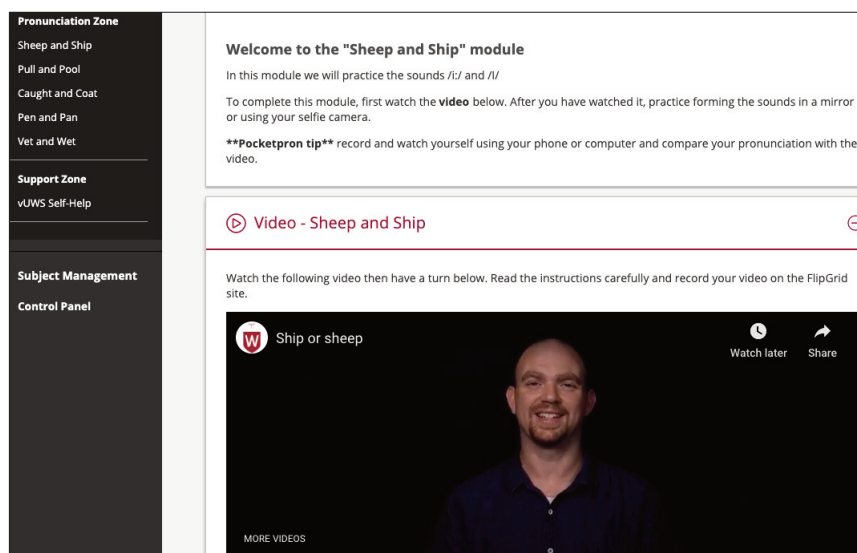 Pronunciation Zone
Sheep and Ship
Pull and Pool
Caught and Coat
Pen and Pan
Vet and Wet
Support Zone
vUWS Self-Help
Subject Management
Control Panel
Welcome to the "Sheep and Ship" module
In this module we will practice the sounds /i:/ and /I/
To complete this module, first watch the video below. After you have watched it, practice forming the sounds in a mirror
or using your selfie camera.
**Pocketpron tip** record and watch yourself using your phone or computer and compare your pronunciation with the
video.
Video - Sheep and Ship
Watch the following video then have a turn below. Read the instructions carefully and record your video on the FlipGrid
site.
W
Ship or sheep
Watch later
Share
MORE VIDEOS